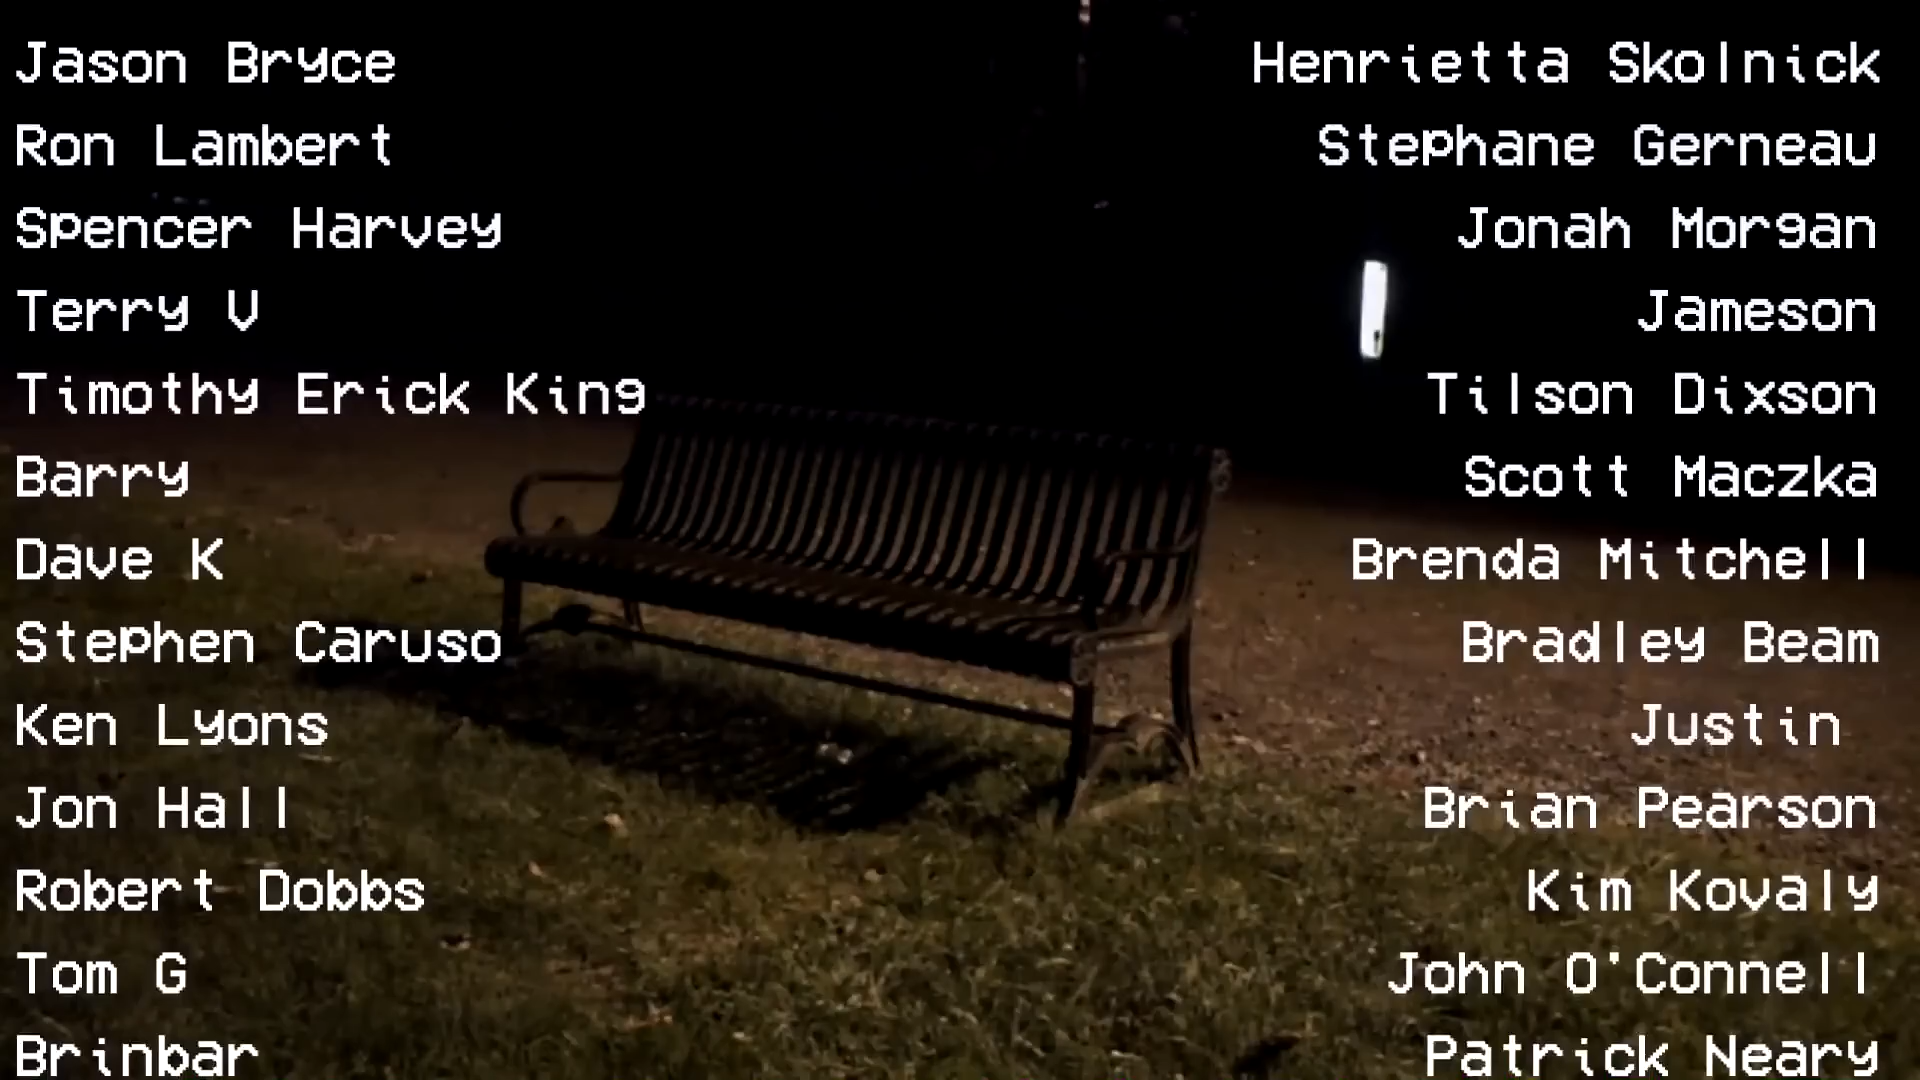 Jason Bryce
Ron Lambert
Spencer Harvey
Terry V
Timothy Erick King
Barry
Dave K
Stephen Caruso
Ken Lyons
Jon Hall
Robert Dobbs
Tom G
Brinbar
Henrietta Skolnick
Stephane Gerneau
Jonah Morgan
Jameson
Tilson Dixson
Scott Maczka
Brenda Mitchell
Bradley Beam
Justin
Brian Pearson
Kim Kovaly
John O'Connell
Patrick Neary